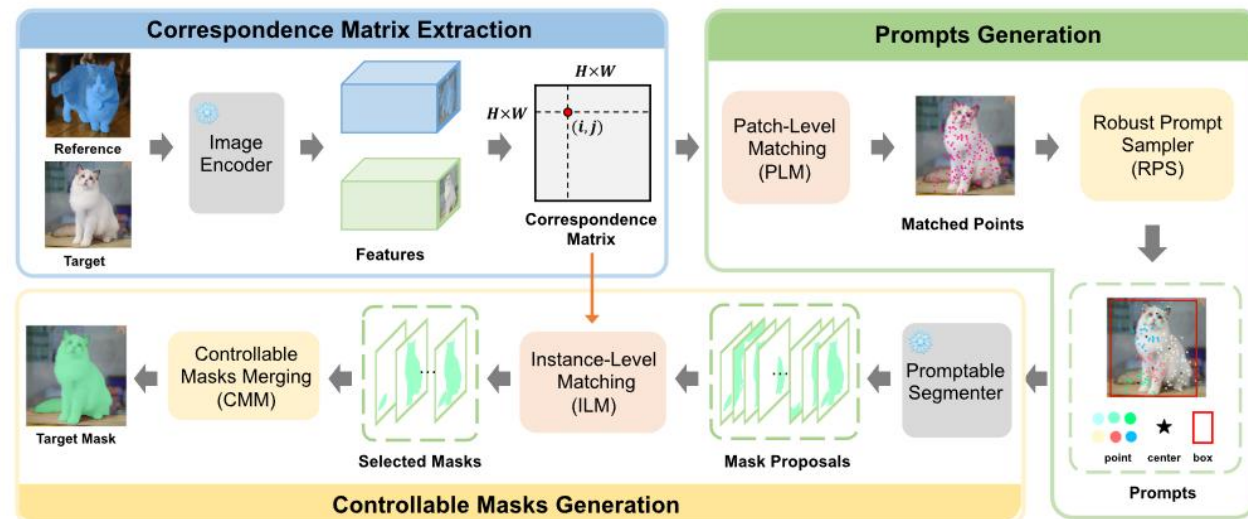 Correspondence Matrix Extraction
Reference
Target
Image
Encoder
Features
H×W
H×W
(i, j)
Correspondence
Matrix
Prompts Generation
Patch-Level
Matching
(PLM)
Matched Points
Robust Prompt
Sampler
(RPS)
point
center
box
Prompts
Promptable
Segmenter
...
Mask Proposals
Instance-Level
Matching
(ILM)
...
Selected Masks
Controllable
Masks Merging
(CMM)
Target Mask
Controllable Masks Generation